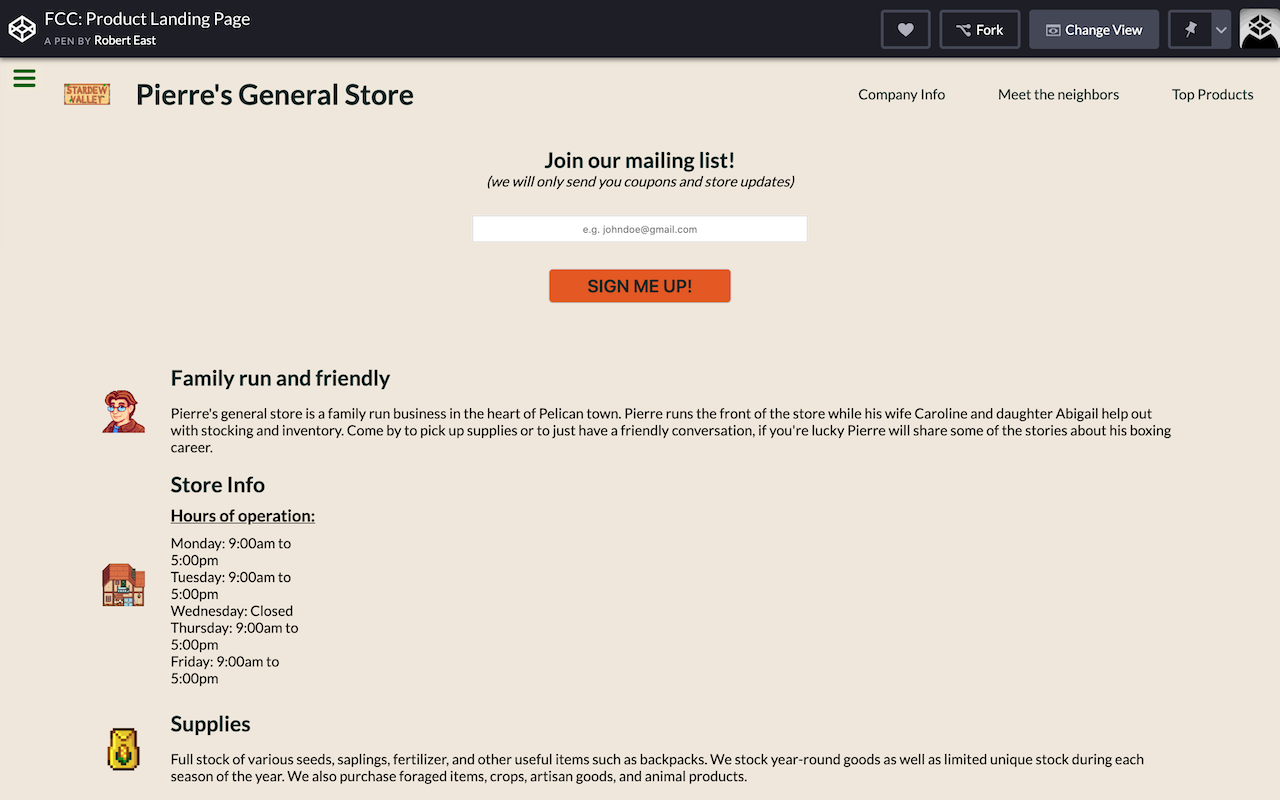 FCC: Product Landing Page
A PEN BY Robert East
Fork
Change View
STARDEW
VALLEY
Pierre's General Store
Company Info
Meet the neighbors
Top Products
Join our mailing list!
(we will only send you coupons and store updates)
e.g. johndoe@gmail.com
SIGN ME UP!
Family run and friendly
Pierre's general store is a family run business in the heart of Pelican town. Pierre runs the front of the store while his wife Caroline and daughter Abigail help out
with stocking and inventory. Come by to pick up supplies or to just have a friendly conversation, if you're lucky Pierre will share some of the stories about his boxing
career.
Store Info
Hours of operation:
Monday: 9:00am to
5:00pm
Tuesday: 9:00am to
5:00pm
Wednesday: Closed
Thursday: 9:00am to
5:00pm
Friday: 9:00am to
5:00pm
Supplies
Full stock of various seeds, saplings, fertilizer, and other useful items such as backpacks. We stock year-round goods as well as limited unique stock during each
season of the year. We also purchase foraged items, crops, artisan goods, and animal products.